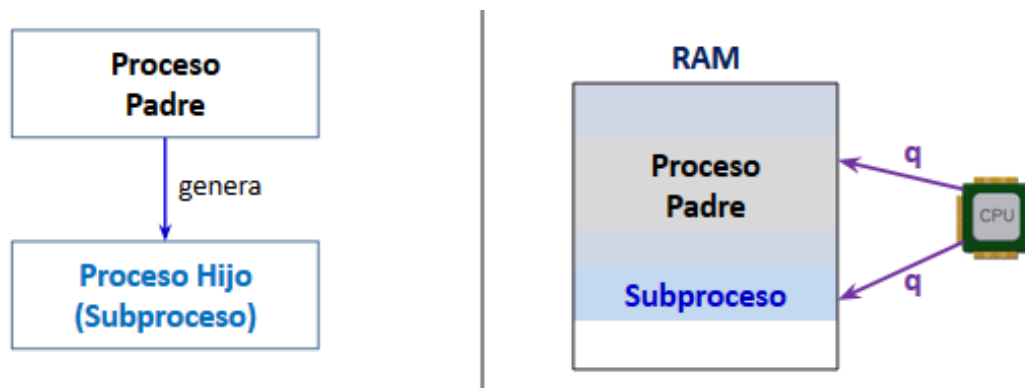 Proceso
Padre
genera
Proceso Hijo
(Subproceso)
RAM
Proceso
Padre
Subproceso
q
q
CPU